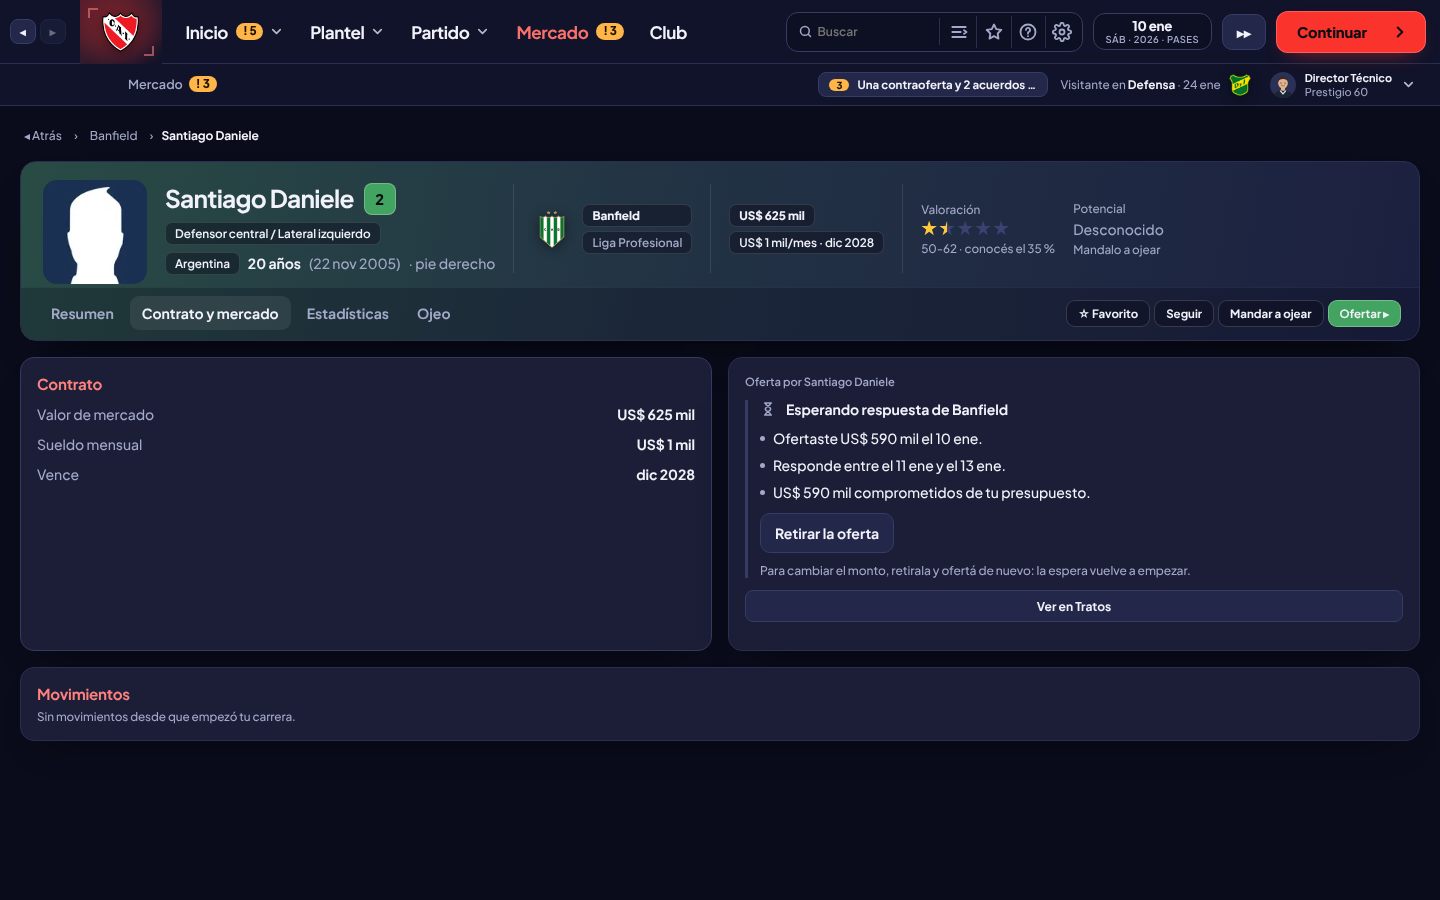 Inicio ! 5 Plantel Partido Mercado ! 3 Club
Buscar
10 ene
SÁB · 2026 · PASES
Continuar
Mercado ! 3
3 Una contraoferta y 2 acuerdos ...
Visitante en Defensa · 24 ene
Director Técnico
Prestigio 60
Atrás › Banfield › Santiago Daniele
Santiago Daniele 2
Defensor central / Lateral izquierdo
Argentina 20 años (22 nov 2005) · pie derecho
Banfield
Liga Profesional
US$ 625 mil
US$ 1 mil/mes · dic 2028
Valoración
50–62 · conocés el 35 %
Potencial
Desconocido
Mandalo a ojear
Resumen Contrato y mercado Estadísticas Ojeo
☆ Favorito Seguir Mandar a ojear Ofertar ▸
Contrato
Valor de mercado US$ 625 mil
Sueldo mensual US$ 1 mil
Vence dic 2028
Oferta por Santiago Daniele
Esperando respuesta de Banfield
Ofertaste US$ 590 mil el 10 ene.
Responde entre el 11 ene y el 13 ene.
US$ 590 mil comprometidos de tu presupuesto.
Retirar la oferta
Para cambiar el monto, retirala y ofertá de nuevo: la espera vuelve a empezar.
Ver en Tratos
Movimientos
Sin movimientos desde que empezó tu carrera.